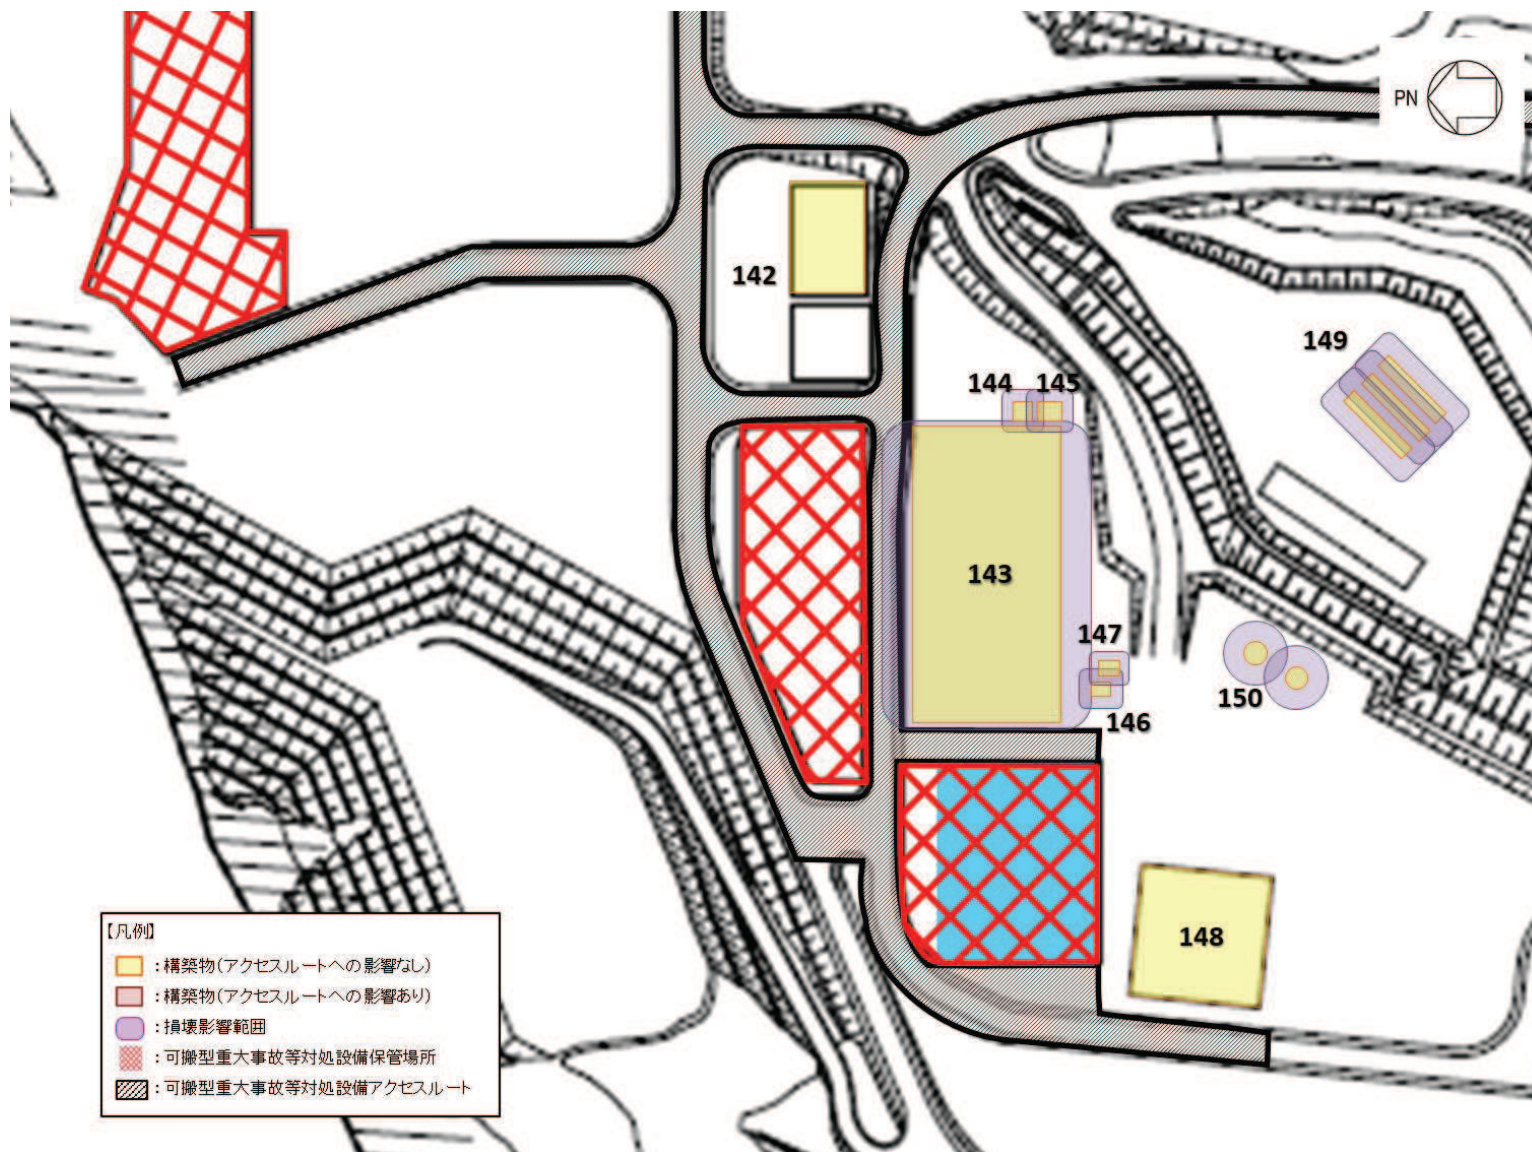 PN
142
149
144
145
143
147
150
146
148
【凡例】
：構築物(アクセスルートへの影響なし)
：構築物(アクセスルートへの影響あり)
：損壊影響範囲
：可搬型重大事故等対処設備保管場所
：可搬型重大事故等対処設備アクセスルート